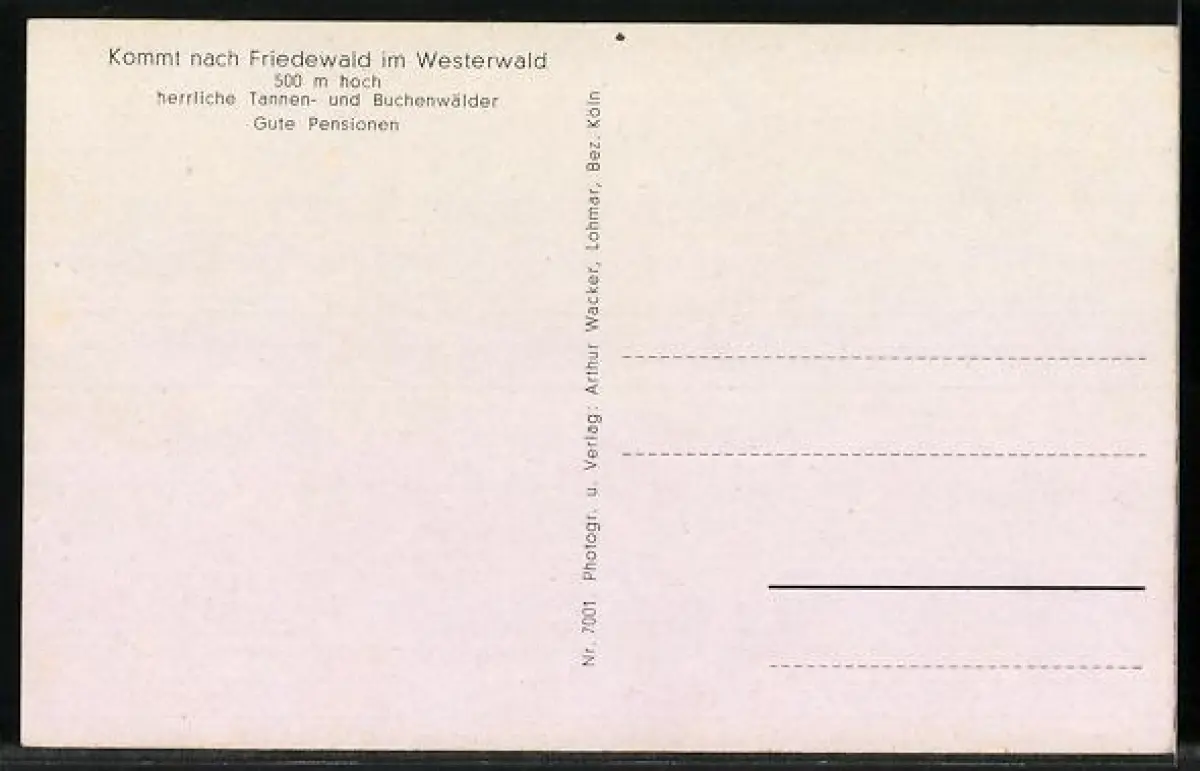 Kommt nach Friedewald im Westerwald
500 m hoch
herrliche Tannen- und Buchenwälder
Gute Pensionen
Nr. 7001 Photogr. u. Verlag: Arthur Wacker, Lohmar, Bez. Köln